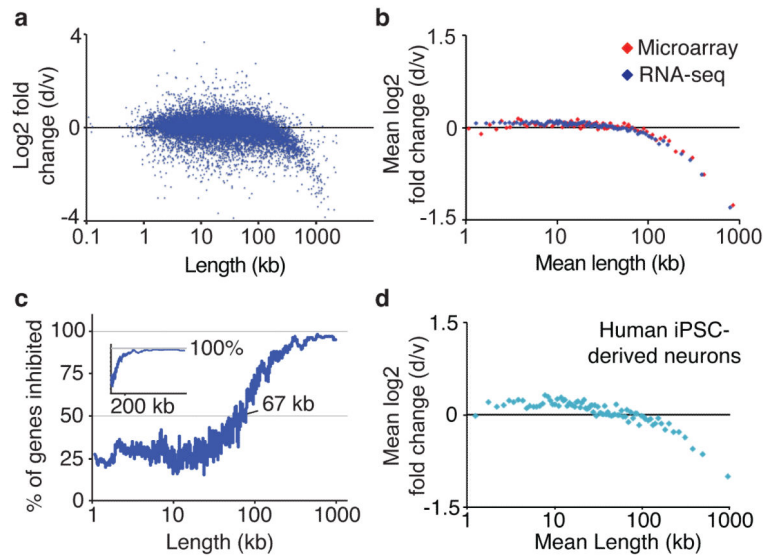 a
Log2 fold
change (d/v)
4
0
-4
0.1 1 10 100 1000
Length (kb)
b
Mean log2
fold change (d/v)
1.5
0
-1.5
Microarray
RNA-seq
1 10 100 1000
Mean length (kb)
c
% of genes inhibited
100
75
50
25
0
100%
200 kb
67 kb
1 10 100 1000
Length (kb)
d
Mean log2
fold change (d/v)
1.5
0
-1.5
Human iPSC-
derived neurons
1 10 100 1000
Mean Length (kb)